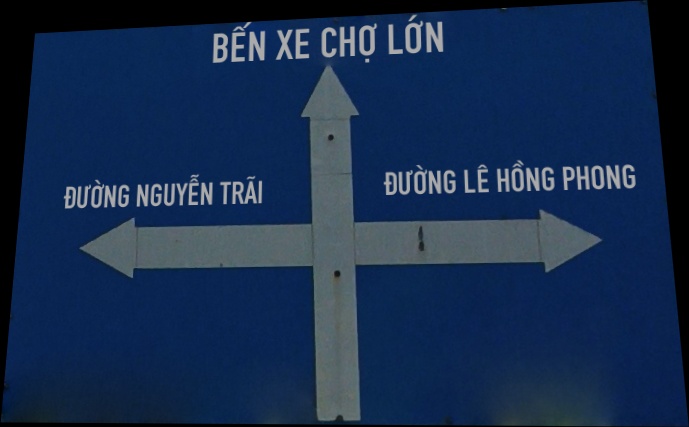 BẾN XE CHỢ LỚN
ĐƯỜNG NGUYỄN TRÃI
ĐƯỜNG LÊ HỒNG PHONG